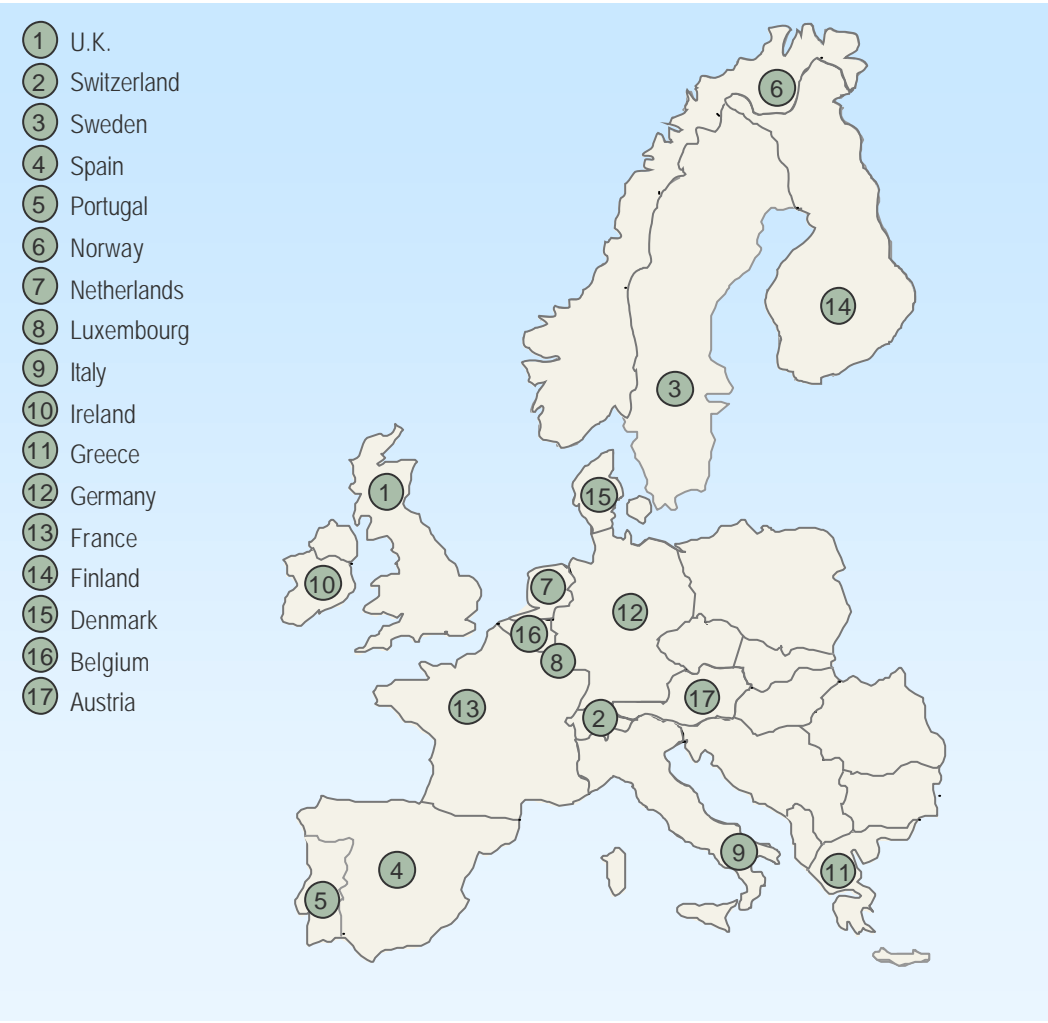 1 U.K.
2 Switzerland
3 Sweden
4 Spain
5 Portugal
6 Norway
7 Netherlands
8 Luxembourg
9 Italy
10 Ireland
11 Greece
12 Germany
13 France
14 Finland
15 Denmark
16 Belgium
17 Austria
6
14
3
1
15
10
7
12
16
8
17
13
2
9
4
11
5